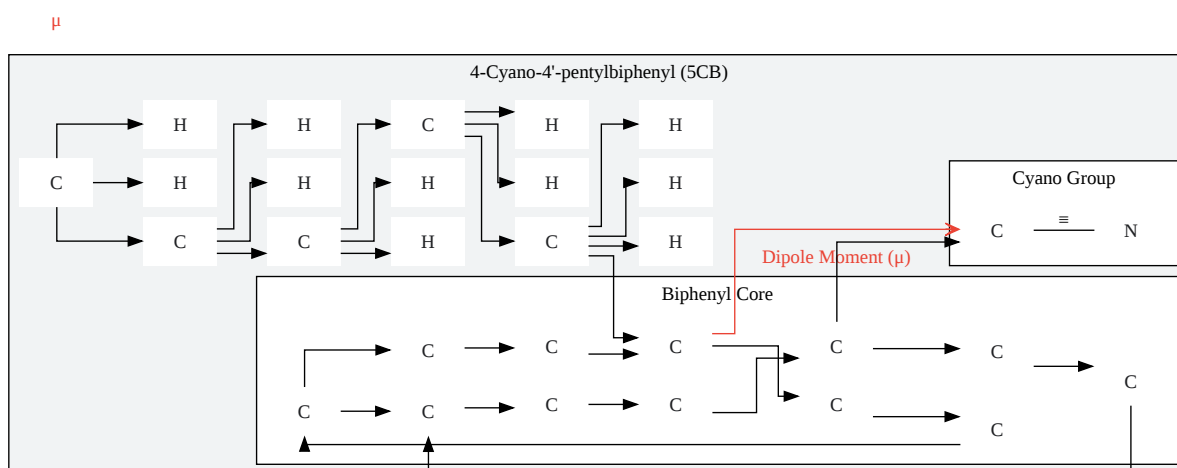 μ
4-Cyano-4'-pentylbiphenyl (5CB)
H H C H H
C H H H H
Cyano Group
C C H C H
C ≡ N
Dipole Moment (μ)
Biphenyl Core
C C C C C
C
C C C C C
C